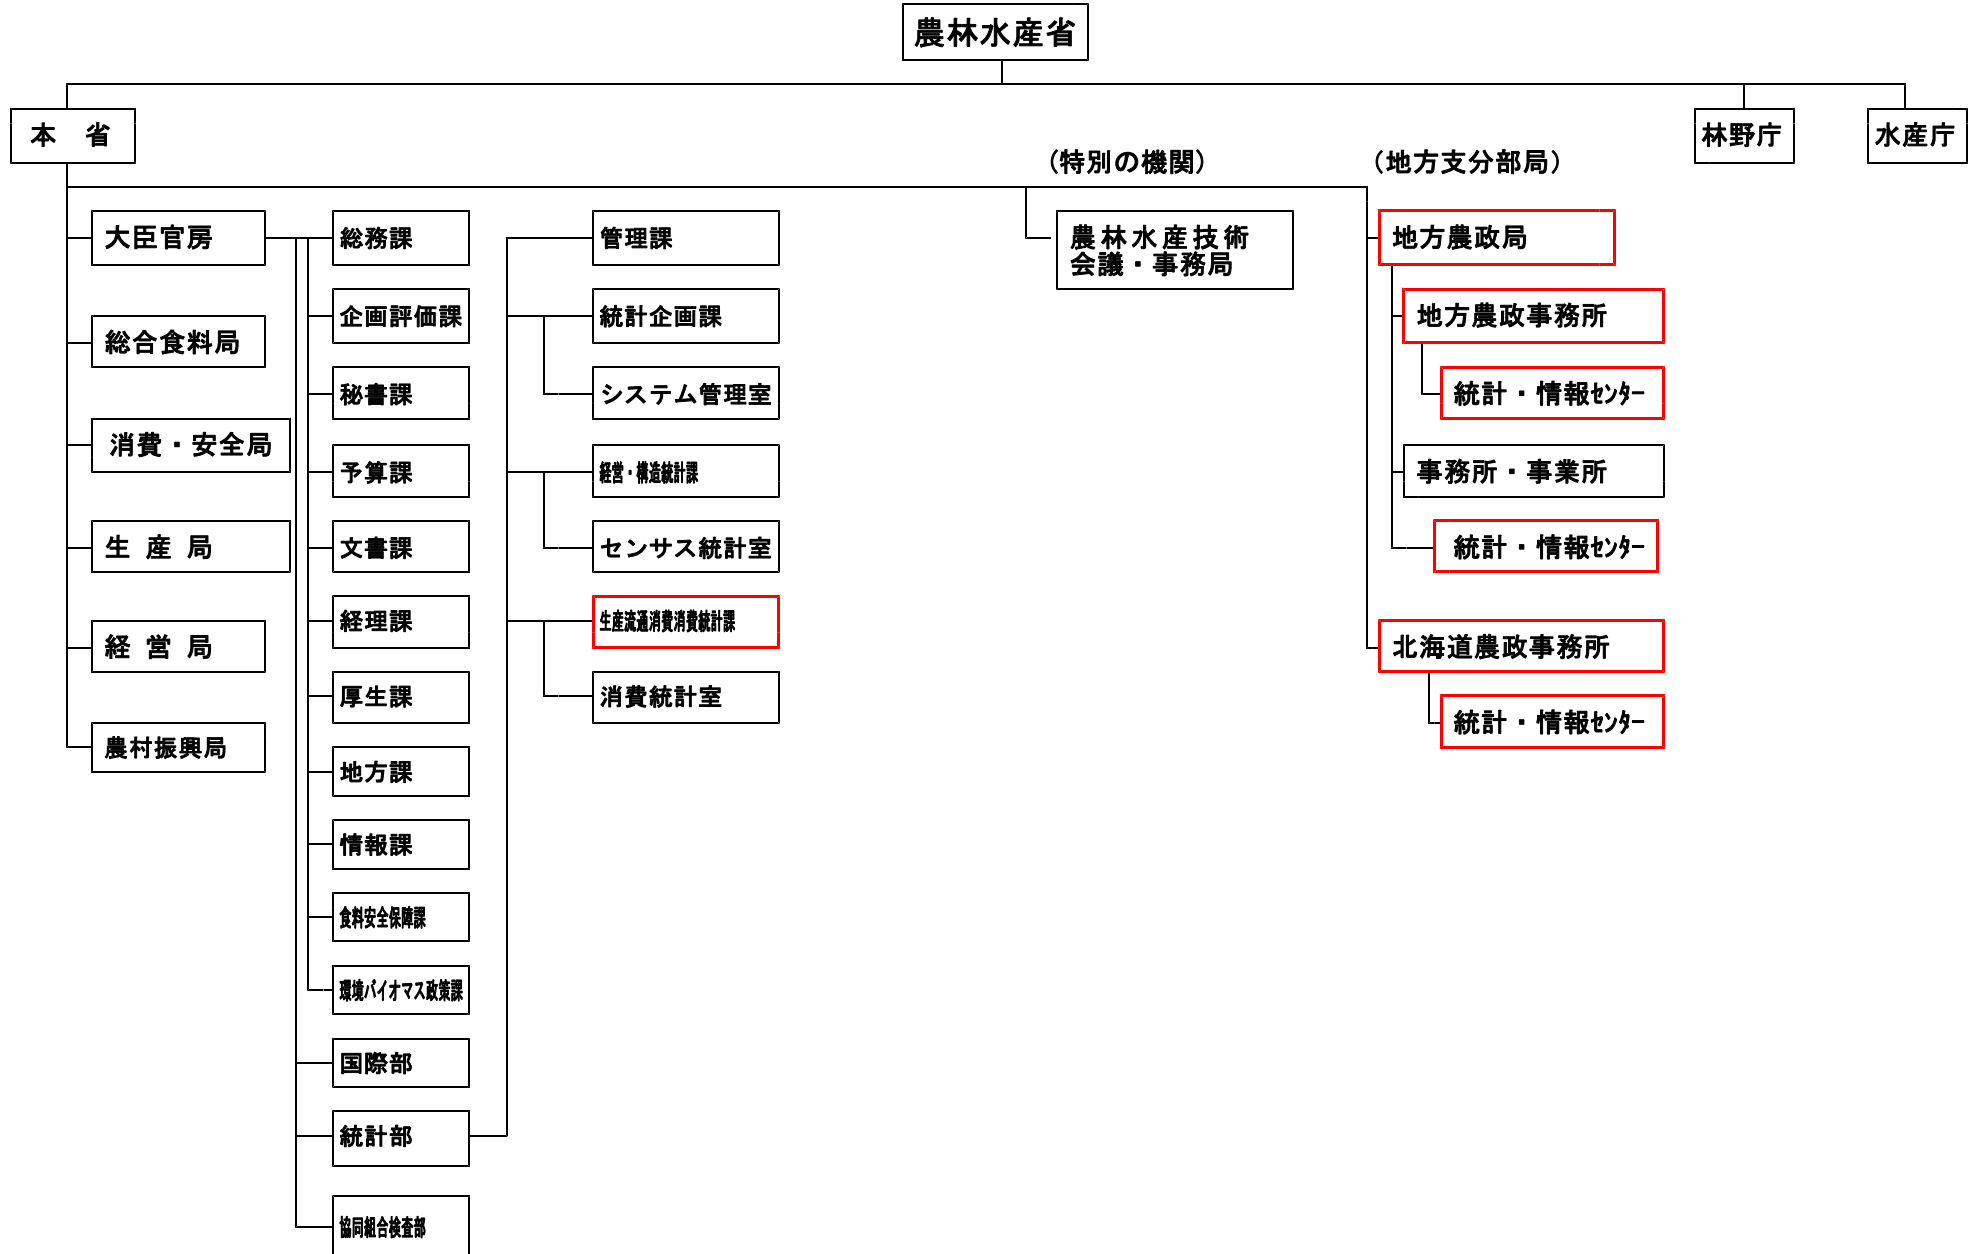 農林水産省
本　省
林野庁
水産庁
（特別の機関）
（地方支分部局）
大臣官房
総合食料局
消費・安全局
生 産 局
経 営 局
農村振興局
総務課
企画評価課
秘書課
予算課
文書課
経理課
厚生課
地方課
情報課
食料安全保障課
環境バイオマス政策課
国際部
統計部
協同組合検査部
管理課
統計企画課
システム管理室
経営・構造統計課
センサス統計室
生産流通消費消費統計課
消費統計室
農林水産技術
会議・事務局
地方農政局
地方農政事務所
統計・情報ｾﾝﾀｰ
事務所・事業所
統計・情報ｾﾝﾀｰ
北海道農政事務所
統計・情報ｾﾝﾀｰ